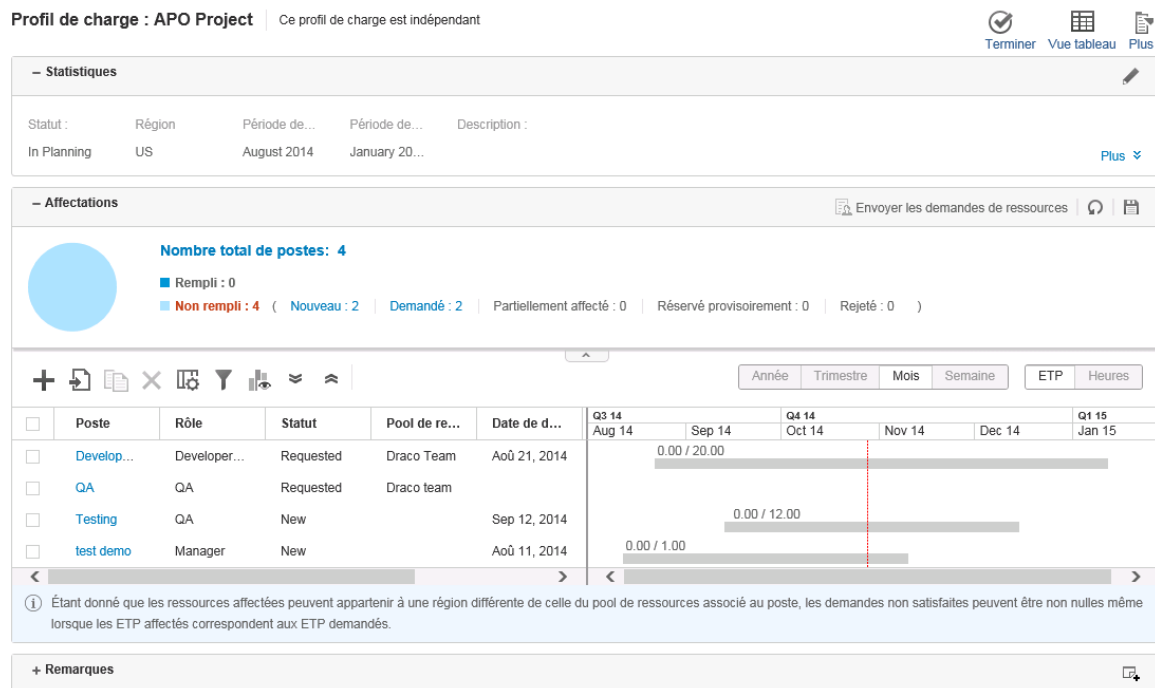 Profil de charge : APO Project Ce profil de charge est indépendant
Terminer Vue tableau Plus
– Statistiques
Statut : Région Période de... Période de... Description :
In Planning US August 2014 January 20...
Plus
– Affectations Envoyer les demandes de ressources
Nombre total de postes: 4
Rempli : 0
Non rempli : 4 ( Nouveau : 2 Demandé : 2 Partiellement affecté : 0 Réservé provisoirement : 0 Rejeté : 0 )
Année Trimestre Mois Semaine ETP Heures
Poste Rôle Statut Pool de re... Date de d... Q3 14 Q4 14 Q1 15
Aug 14 Sep 14 Oct 14 Nov 14 Dec 14 Jan 15
Develop... Developer... Requested Draco Team Aoû 21, 2014 0.00 / 20.00
QA QA Requested Draco team
Testing QA New Sep 12, 2014 0.00 / 12.00
test demo Manager New Aoû 11, 2014 0.00 / 1.00
Étant donné que les ressources affectées peuvent appartenir à une région différente de celle du pool de ressources associé au poste, les demandes non satisfaites peuvent être non nulles même
lorsque les ETP affectés correspondent aux ETP demandés.
+ Remarques